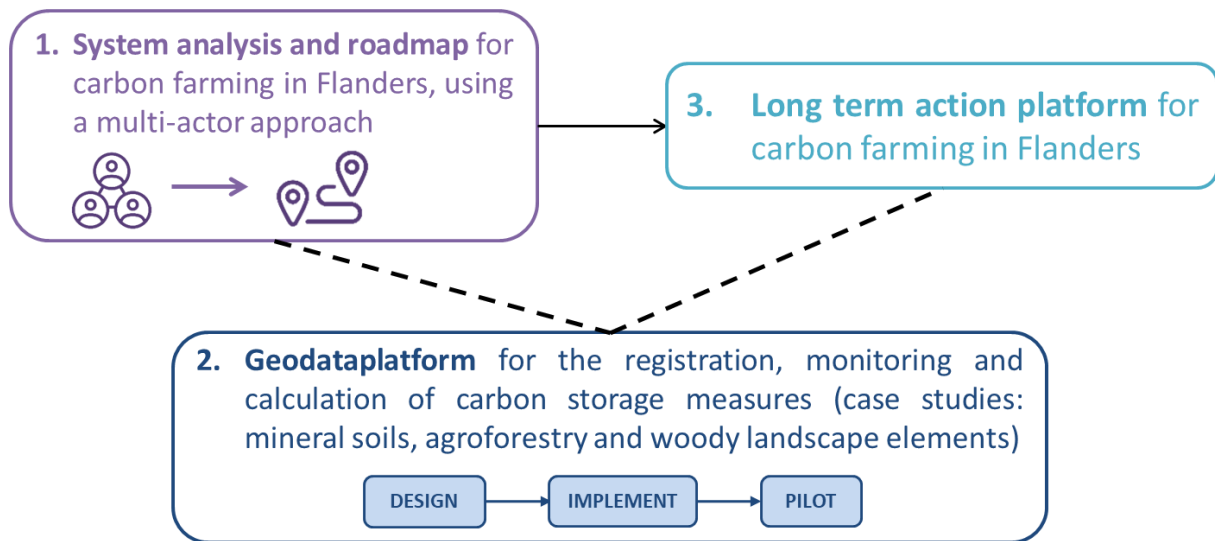 1. System analysis and roadmap for
carbon farming in Flanders, using
a multi-actor approach
3. Long term action platform for
carbon farming in Flanders
2. Geodataplatform for the registration, monitoring and
calculation of carbon storage measures (case studies:
mineral soils, agroforestry and woody landscape elements)
DESIGN
IMPLEMENT
PILOT